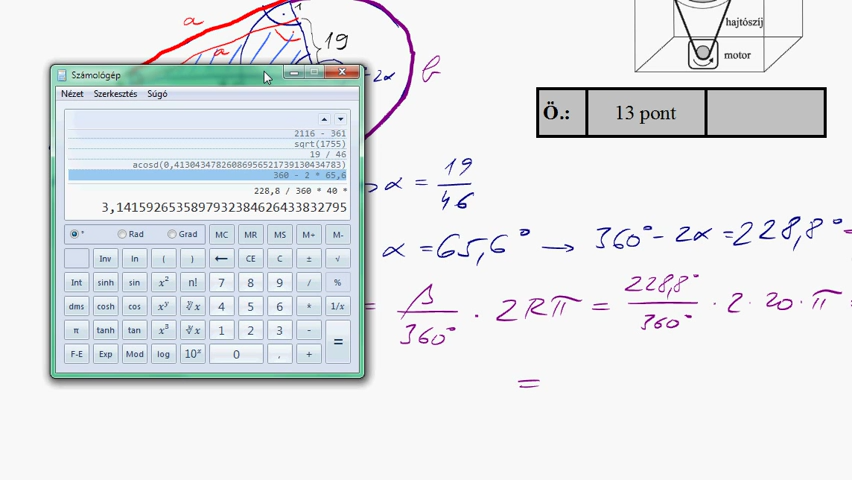 a
1
hajtószíj
19
a
- 2α
b
motor
Számológép
Nézet Szerkesztés Súgó
Ö.: 13 pont
2116 - 361
sqrt(1755)
19 / 46
acosd(0,41304347826086956521739130434783)
360 - 2 * 65,6
228,8 / 360 * 40 *
3,1415926535897932384626433832795
α = 19/46
° Rad Grad MC MR MS M+ M-
Inv ln ( ) ← CE C ± √
α = 65,6° → 360° - 2α = 228,8°
Int sinh sin x² n! 7 8 9 / %
dms cosh cos xʸ ʸ√x 4 5 6 * 1/x
= β/360° · 2Rπ = 228,8°/360° · 2 · 20 · π =
π tanh tan x³ ³√x 1 2 3 - =
F-E Exp Mod log 10ˣ 0 , +
=